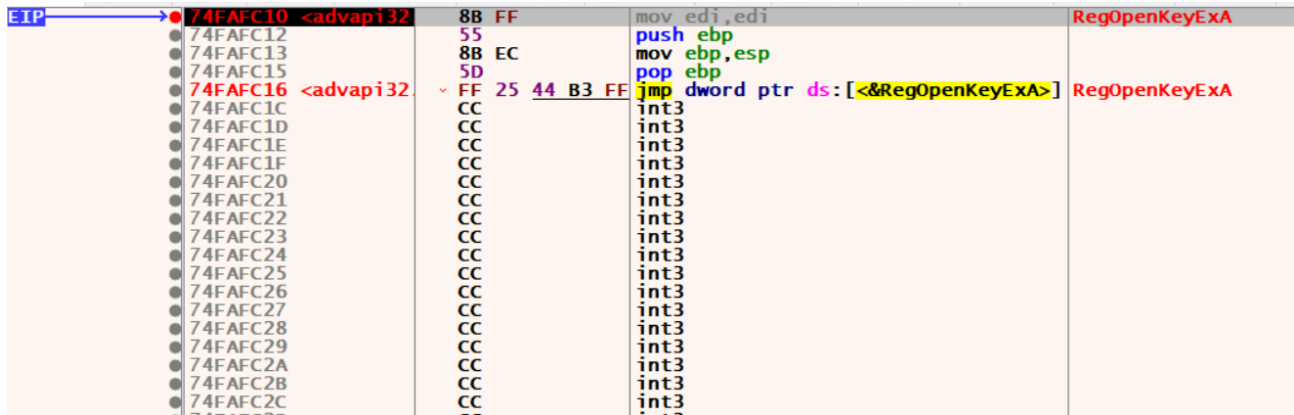 EIP 74FAFC10 <advapi32 8B FF mov edi,edi RegOpenKeyExA
74FAFC12 55 push ebp
74FAFC13 8B EC mov ebp,esp
74FAFC15 5D pop ebp
74FAFC16 <advapi32. FF 25 44 B3 FF jmp dword ptr ds:[<&RegOpenKeyExA>] RegOpenKeyExA
74FAFC1C CC int3
74FAFC1D CC int3
74FAFC1E CC int3
74FAFC1F CC int3
74FAFC20 CC int3
74FAFC21 CC int3
74FAFC22 CC int3
74FAFC23 CC int3
74FAFC24 CC int3
74FAFC25 CC int3
74FAFC26 CC int3
74FAFC27 CC int3
74FAFC28 CC int3
74FAFC29 CC int3
74FAFC2A CC int3
74FAFC2B CC int3
74FAFC2C CC int3